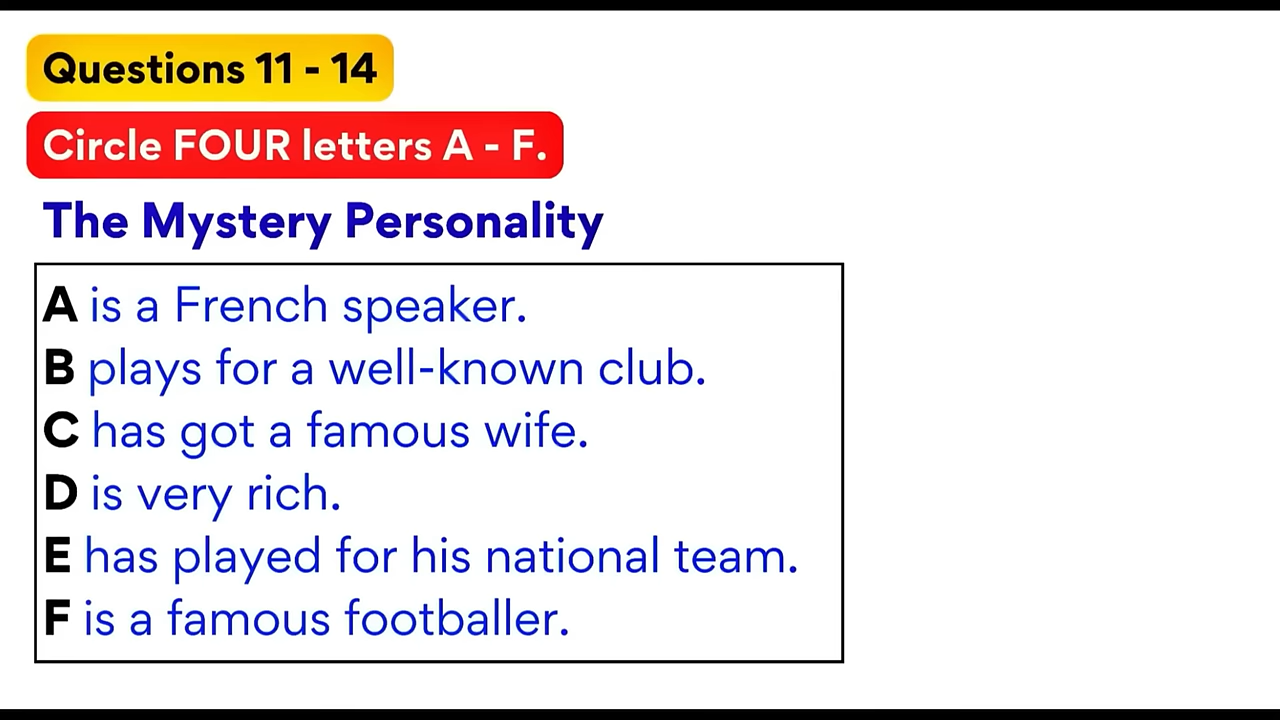 Questions 11 - 14
Circle FOUR letters A - F.
The Mystery Personality
A is a French speaker.
B plays for a well-known club.
C has got a famous wife.
D is very rich.
E has played for his national team.
F is a famous footballer.